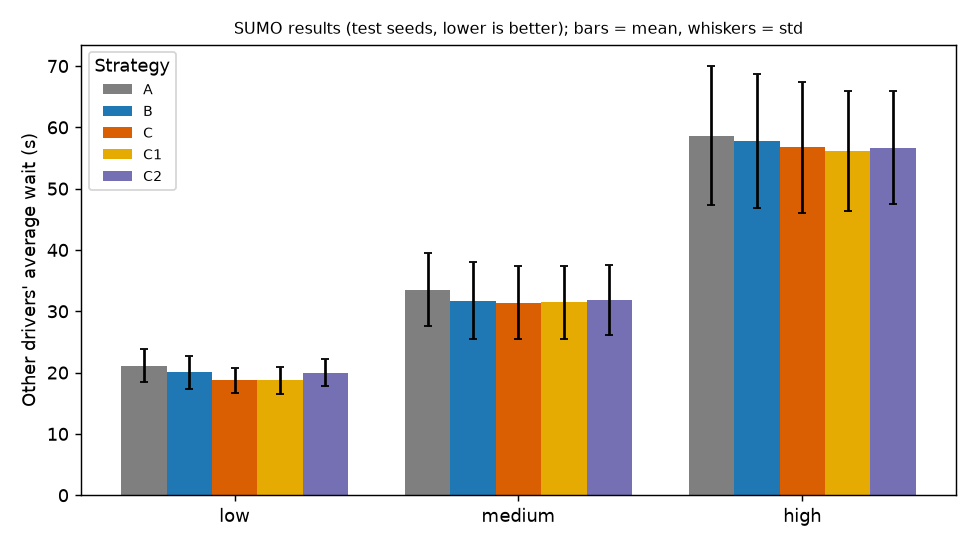 SUMO results (test seeds, lower is better); bars = mean, whiskers = std
Strategy
A
B
C
C1
C2
Other drivers' average wait (s)
70
60
50
40
30
20
10
0
low
medium
high